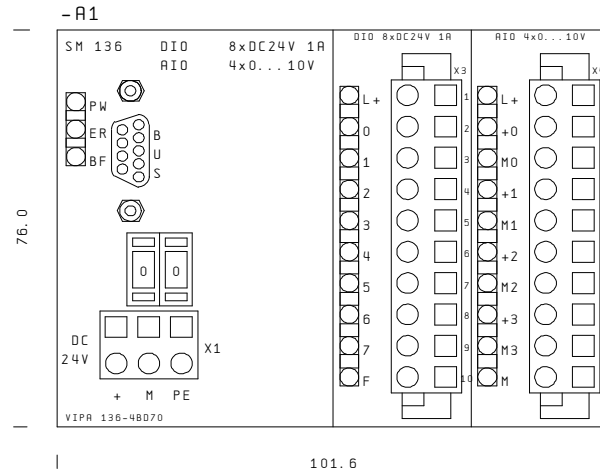 -A1
SM 136 DIO 8xDC24V 1A
AIO 4x0...10V
DIO 8xDC24V 1A
AIO 4x0...10V
X3
PW
ER
BF
BUS
L+
0
1
2
3
4
5
6
7
F
1
2
3
4
5
6
7
8
9
10
L+
+0
M0
+1
M1
+2
M2
+3
M3
M
76.0
0 0
DC
24V
X1
+ M PE
VIPA 136-4BD70
101.6